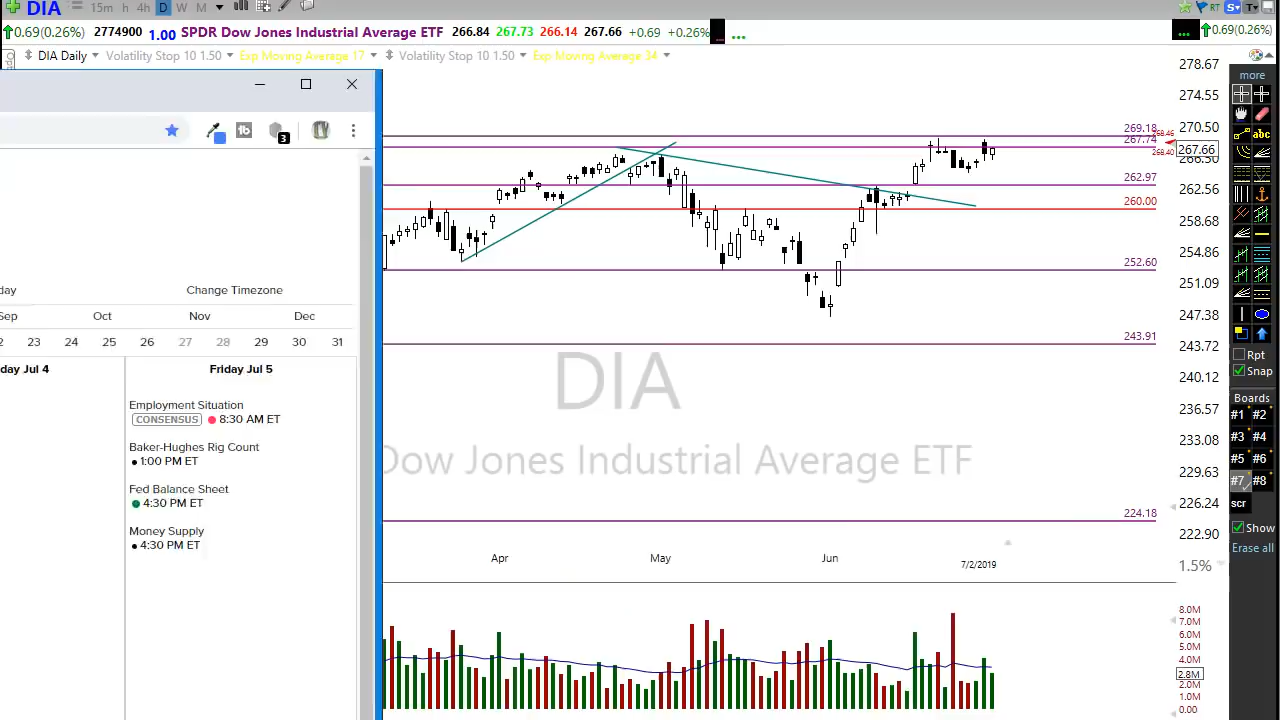 DIA 15m h 4h D W M RT S T
0.69(0.26%) 2774900 1.00 SPDR Dow Jones Industrial Average ETF 266.84 267.73 266.14 267.66 +0.69 +0.26% ... ... 0.69(0.26%)
DIA Daily Volatility Stop 10 1.50 Exp Moving Average 17 Volatility Stop 10 1.50 Exp Moving Average 34
278.67
274.55
270.50
266.50
262.56
258.68
254.86
251.09
247.38
243.72
240.12
236.57
233.08
229.63
226.24
222.90
1.5%
269.18
268.46
267.74
268.40
267.66
262.97
260.00
252.60
243.91
224.18
DIA
Dow Jones Industrial Average ETF
Apr May Jun 7/2/2019
8.0M
7.0M
6.0M
5.0M
4.0M
2.8M
2.0M
1.00M
0.00
3
day Change Timezone
Sep Oct Nov Dec
2 23 24 25 26 27 28 29 30 31
day Jul 4 Friday Jul 5
Employment Situation
CONSENSUS 8:30 AM ET
Baker-Hughes Rig Count
1:00 PM ET
Fed Balance Sheet
4:30 PM ET
Money Supply
4:30 PM ET
more
abc
Rpt
Snap
Boards
#1 #2
#3 #4
#5 #6
#7 #8
scr
Show
Erase all